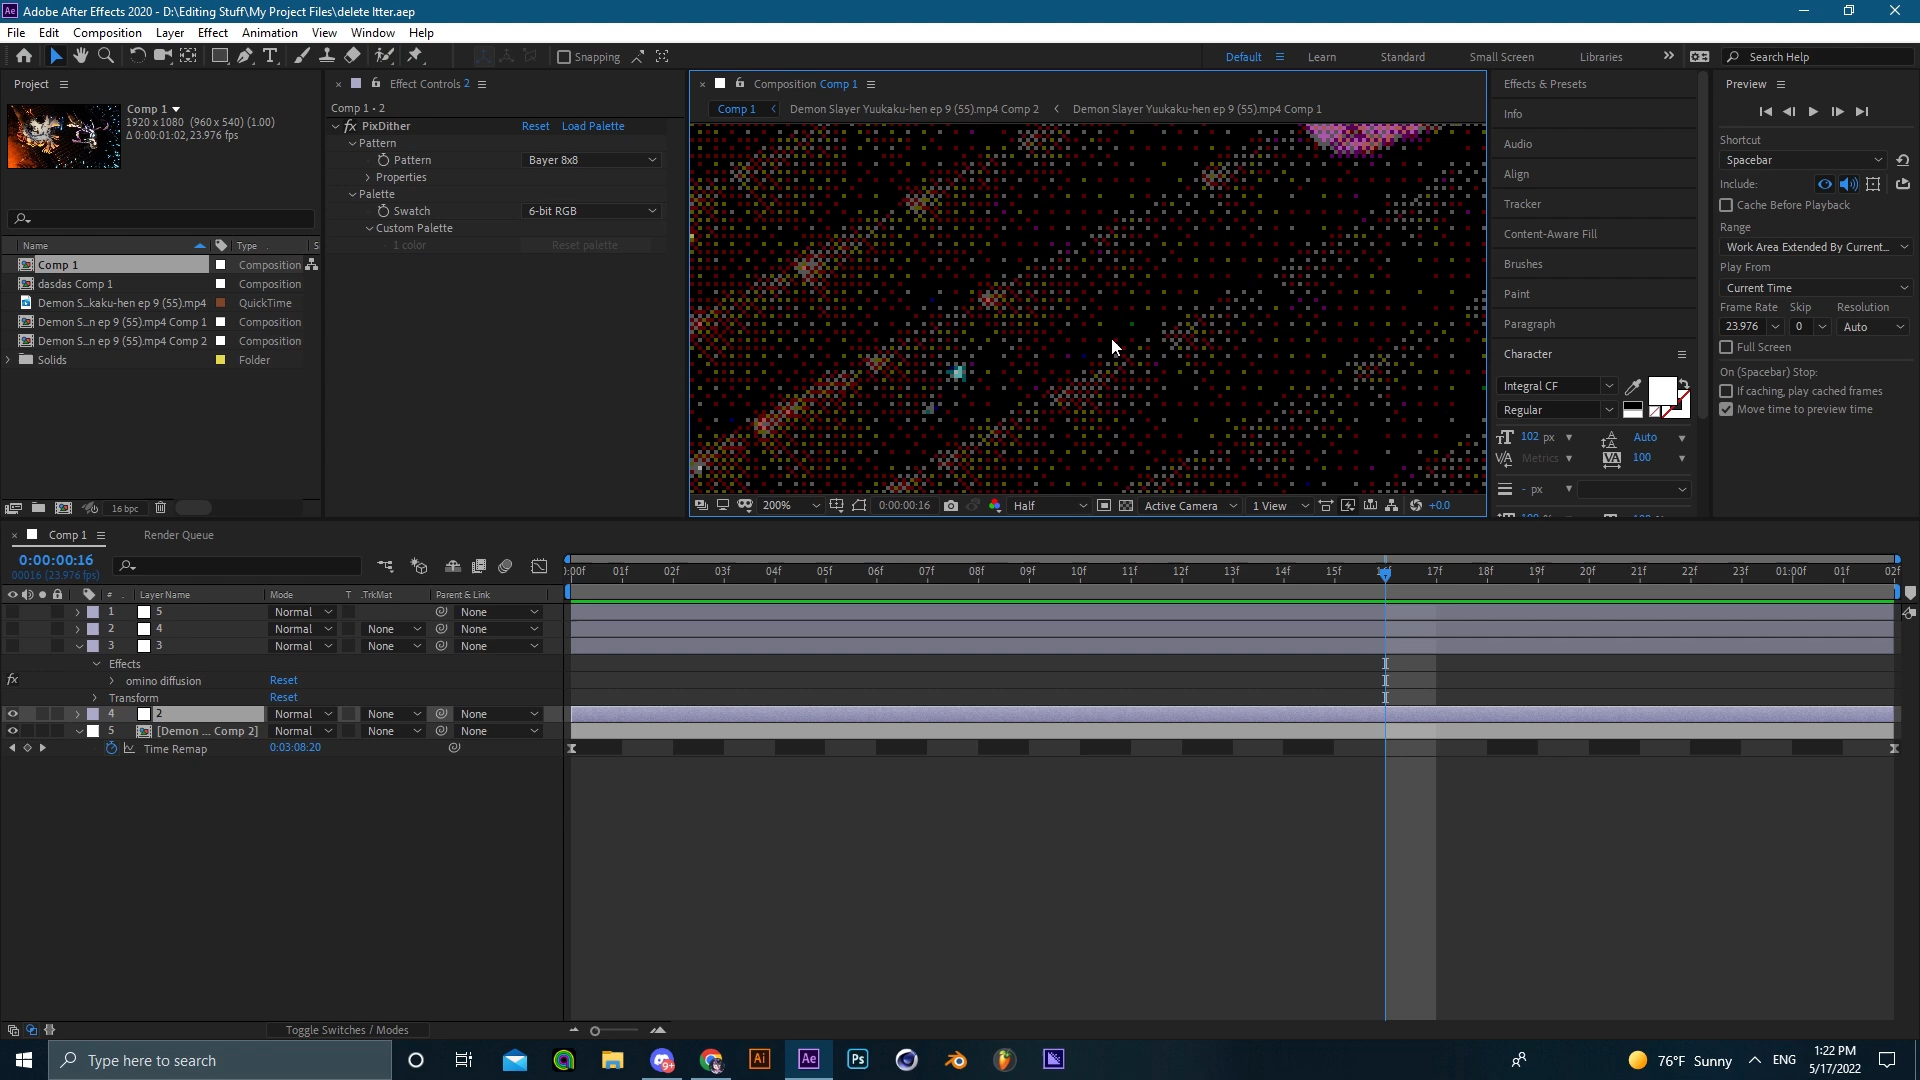 Adobe After Effects 2020 - D:\Editing Stuff\My Project Files\delete ltter.aep
File Edit Composition Layer Effect Animation View Window Help
Snapping
Default Learn Standard Small Screen Libraries Search Help
Project
Comp 1
1920 x 1080 (960 x 540) (1.00)
Δ 0:00:01:02, 23.976 fps
Name Type S
Comp 1 Composition
dasdas Comp 1 Composition
Demon S...kaku-hen ep 9 (55).mp4 QuickTime
Demon S...n ep 9 (55).mp4 Comp 1 Composition
Demon S...n ep 9 (55).mp4 Comp 2 Composition
Solids Folder
16 bpc
Effect Controls 2
Comp 1 • 2
fx PixDither Reset Load Palette
Pattern
Pattern Bayer 8x8
Properties
Palette
Swatch 6-bit RGB
Custom Palette
1 color Reset palette
Composition Comp 1
Comp 1 Demon Slayer Yuukaku-hen ep 9 (55).mp4 Comp 2 Demon Slayer Yuukaku-hen ep 9 (55).mp4 Comp 1
200% 0:00:00:16 Half Active Camera 1 View +0.0
Effects & Presets
Info
Audio
Align
Tracker
Content-Aware Fill
Brushes
Paint
Paragraph
Character
Integral CF
Regular
102 px Auto
Metrics 100
- px
Preview
Shortcut
Spacebar
Include:
Cache Before Playback
Range
Work Area Extended By Current...
Play From
Current Time
Frame Rate Skip Resolution
23.976 0 Auto
Full Screen
On (Spacebar) Stop:
If caching, play cached frames
Move time to preview time
Comp 1 Render Queue
0:00:00:16
00016 (23.976 fps)
:00f 01f 02f 03f 04f 05f 06f 07f 08f 09f 10f 11f 12f 13f 14f 15f 17f 18f 19f 20f 21f 22f 23f 01:00f 01f 02f
# Layer Name Mode T .TrkMat Parent & Link
1 5 Normal None
2 4 Normal None None
3 3 Normal None None
Effects
fx omino diffusion Reset
Transform Reset
4 2 Normal None None
5 [Demon ... Comp 2] Normal None None
Time Remap 0:03:08:20
Toggle Switches / Modes
Type here to search
9+
Ai Ae Ps
76°F Sunny ENG
1:22 PM
5/17/2022